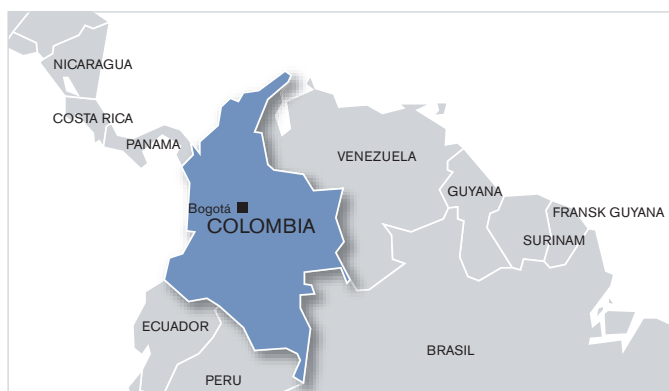 NICARAGUA
COSTA RICA
PANAMA
VENEZUELA
GUYANA
FRANSK GUYANA
SURINAM
Bogotá
COLOMBIA
ECUADOR
PERU
BRASIL